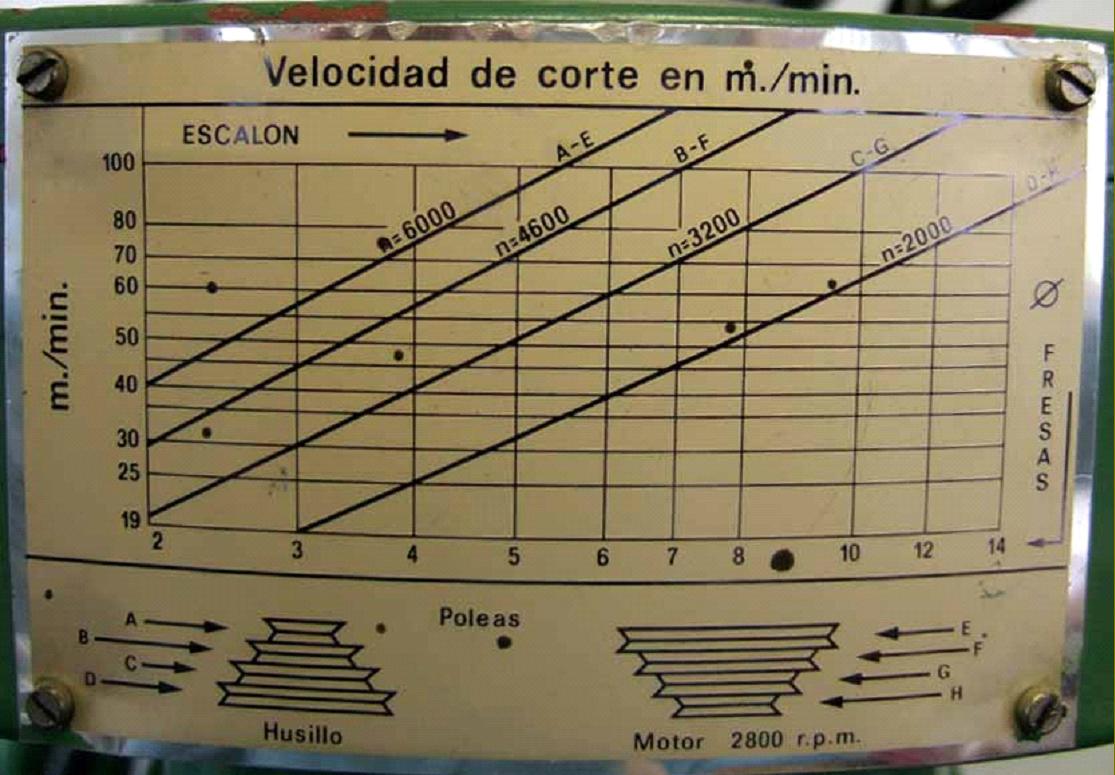 Velocidad de corte en m./min.
ESCALON
A-E
B-F
C-G
D-H
100
80
70
60
50
40
30
25
19
m./min.
n=6000
n=4600
n=3200
n=2000
Ø
FRESAS
2 3 4 5 6 7 8 10 12 14
Poleas
A
B
C
D
E
F
G
H
Husillo
Motor 2800 r.p.m.